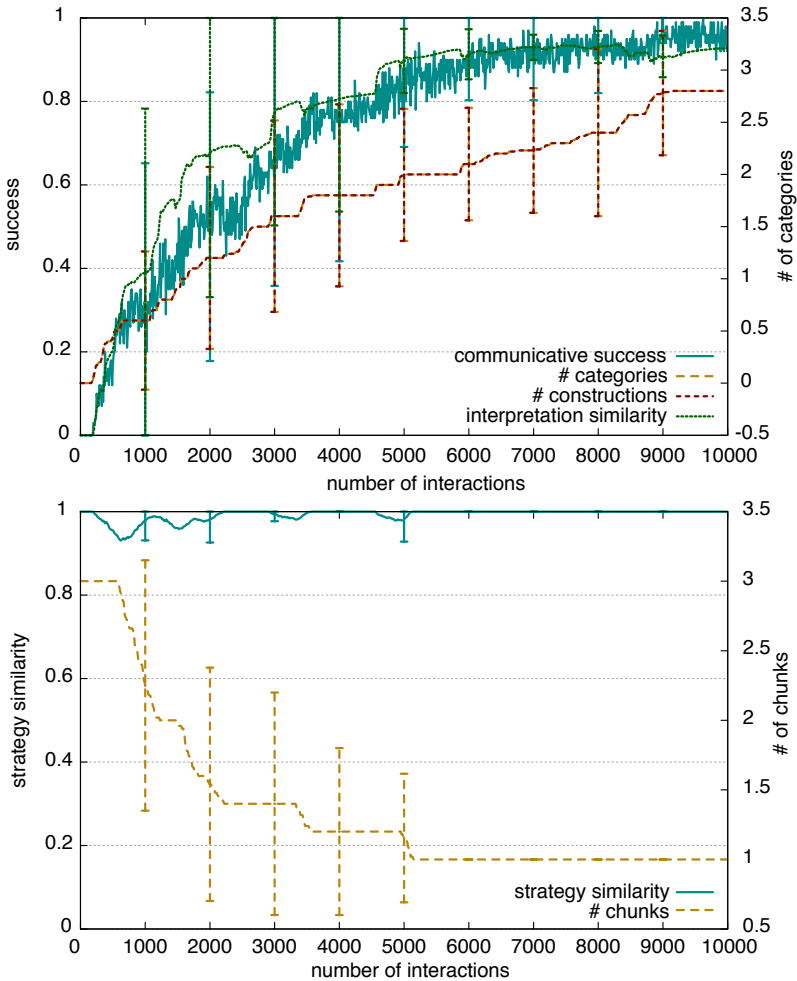 1
0.8
0.6
0.4
0.2
0
success
3.5
3
2.5
2
1.5
1
0.5
0
-0.5
# of categories
communicative success
# categories
# constructions
interpretation similarity
0 1000 2000 3000 4000 5000 6000 7000 8000 9000 10000
number of interactions
1
0.8
0.6
0.4
0.2
0
strategy similarity
3.5
3
2.5
2
1.5
1
0.5
# of chunks
strategy similarity
# chunks
0 1000 2000 3000 4000 5000 6000 7000 8000 9000 10000
number of interactions